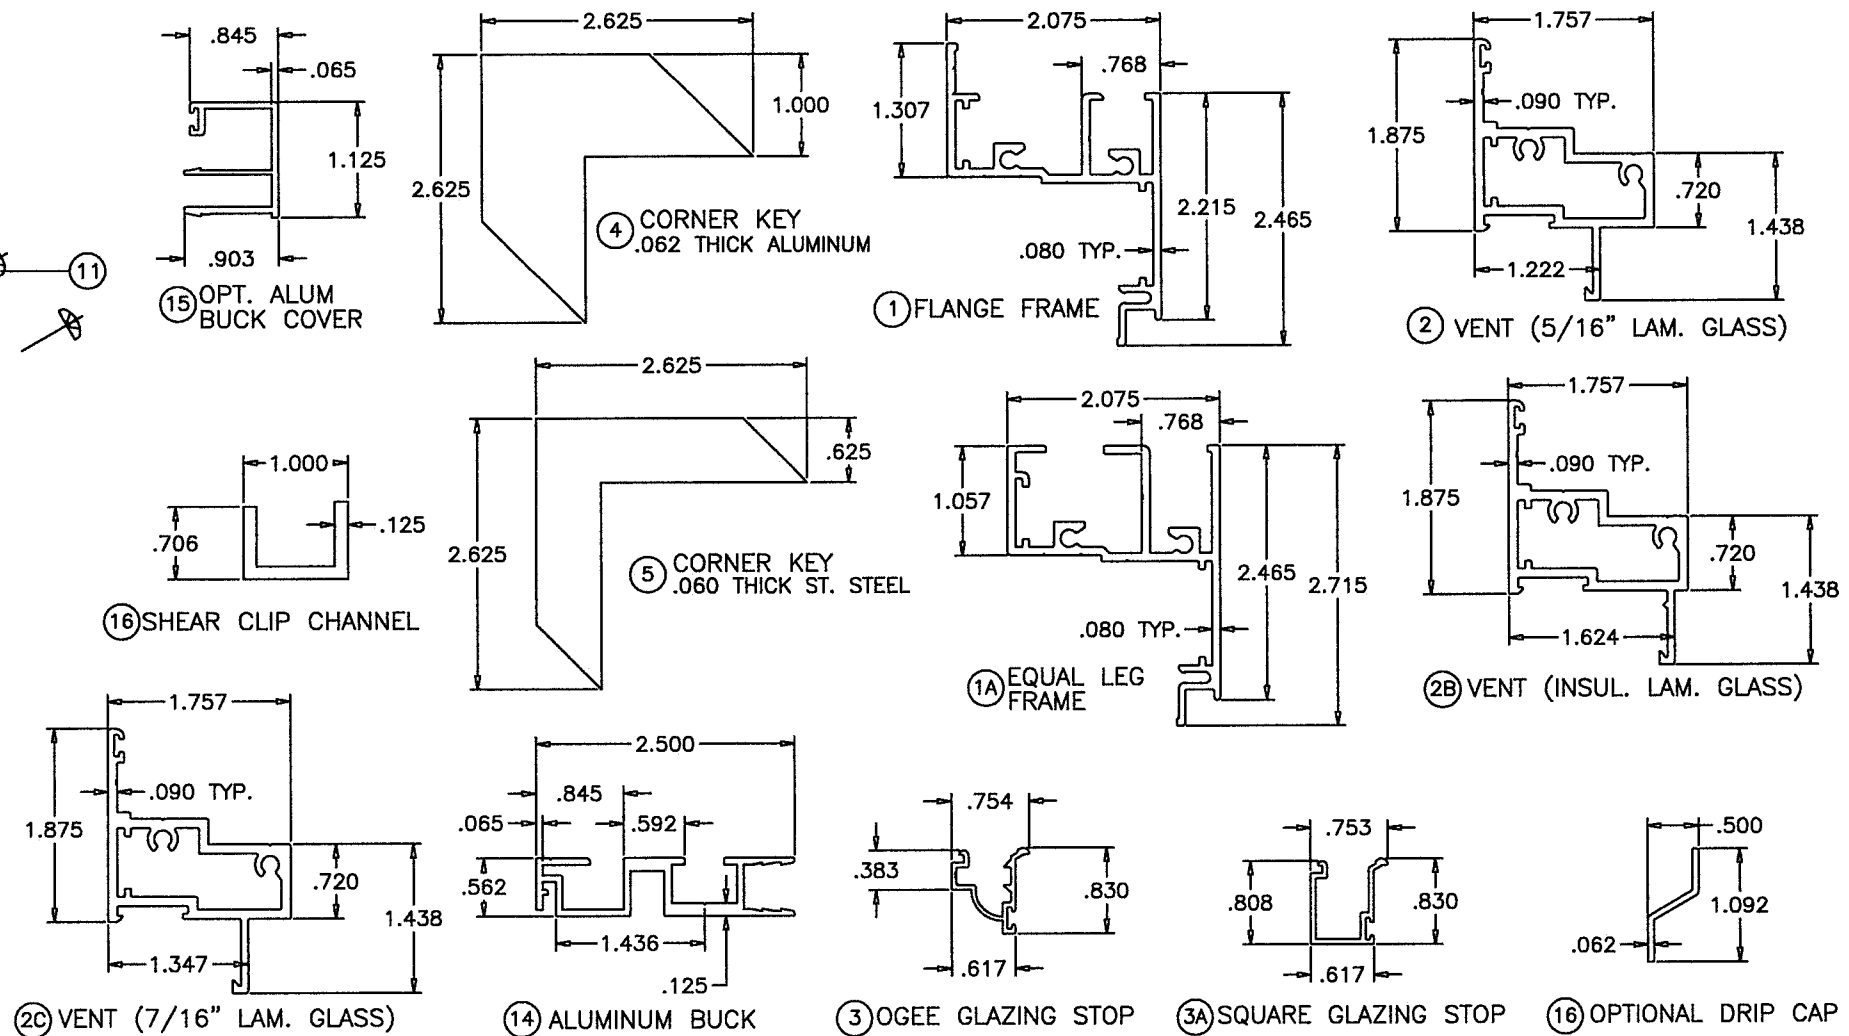 .845
.065
1.125
.903
15 OPT. ALUM
BUCK COVER
11
2.625
1.000
2.625
4 CORNER KEY
.062 THICK ALUMINUM
2.075
.768
1.307
2.215
2.465
.080 TYP.
1 FLANGE FRAME
1.757
.090 TYP.
1.875
.720
1.438
1.222
2 VENT (5/16" LAM. GLASS)
1.000
.125
.706
16 SHEAR CLIP CHANNEL
2.625
.625
2.625
5 CORNER KEY
.060 THICK ST. STEEL
2.075
.768
1.057
2.465
2.715
.080 TYP.
1A EQUAL LEG
FRAME
1.757
.090 TYP.
1.875
.720
1.438
1.624
2B VENT (INSUL. LAM. GLASS)
1.757
.090 TYP.
1.875
.720
1.438
1.347
2C VENT (7/16" LAM. GLASS)
2.500
.845
.065
.592
.562
1.436
.125
14 ALUMINUM BUCK
.754
.383
.830
.617
3 OGEE GLAZING STOP
.753
.808
.830
.617
3A SQUARE GLAZING STOP
.500
1.092
.062
16 OPTIONAL DRIP CAP